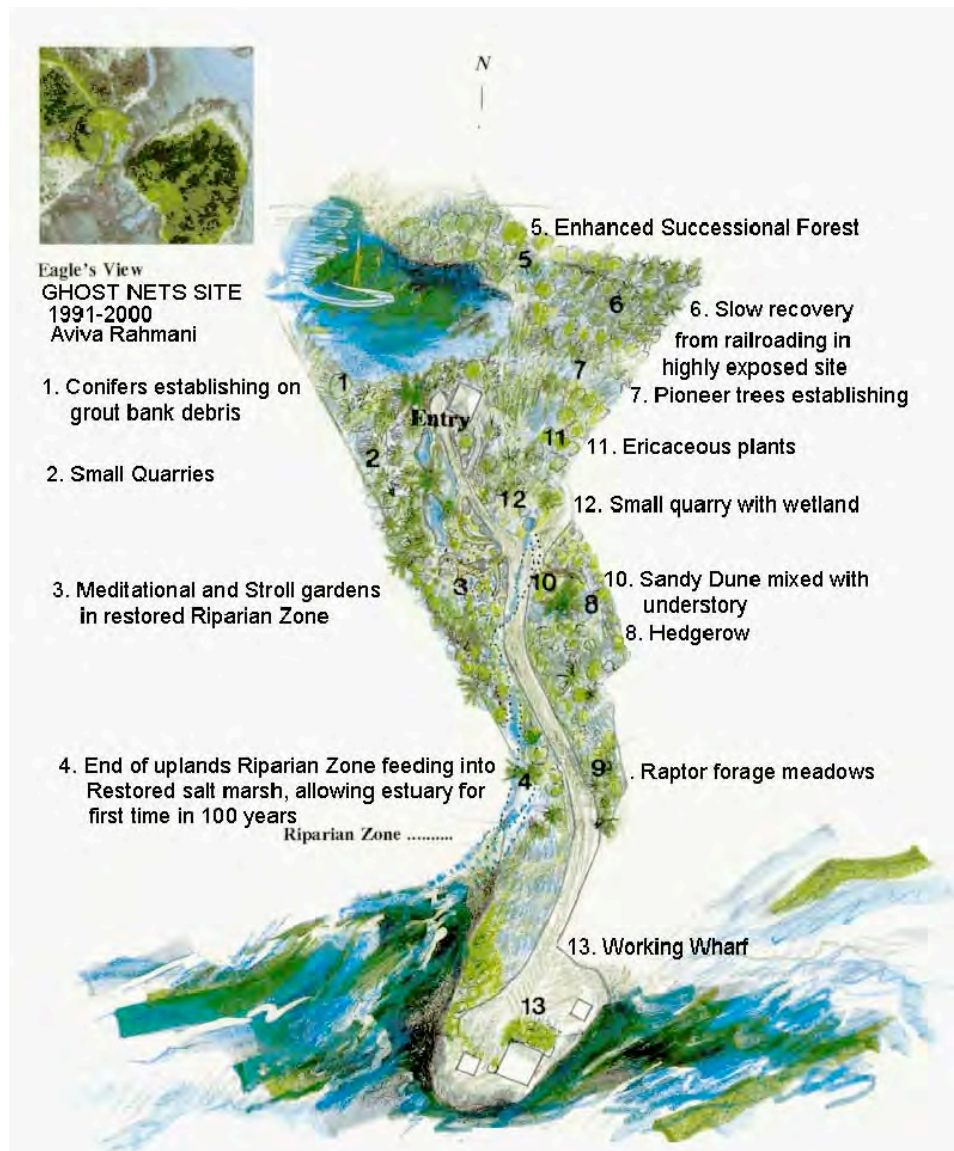 N
Eagle's View
GHOST NETS SITE
1991-2000
Aviva Rahmani
5. Enhanced Successional Forest
6. Slow recovery
from railroading in
highly exposed site
7. Pioneer trees establishing
1. Conifers establishing on
grout bank debris
11. Ericaceous plants
2. Small Quarries
12. Small quarry with wetland
3. Meditational and Stroll gardens
in restored Riparian Zone
10. Sandy Dune mixed with
understory
8. Hedgerow
4. End of uplands Riparian Zone feeding into
Restored salt marsh, allowing estuary for
first time in 100 years
Riparian Zone ..........
. Raptor forage meadows
13. Working Wharf
5
6
7
1
Entry
11
2
12
3
10
8
4
9
13